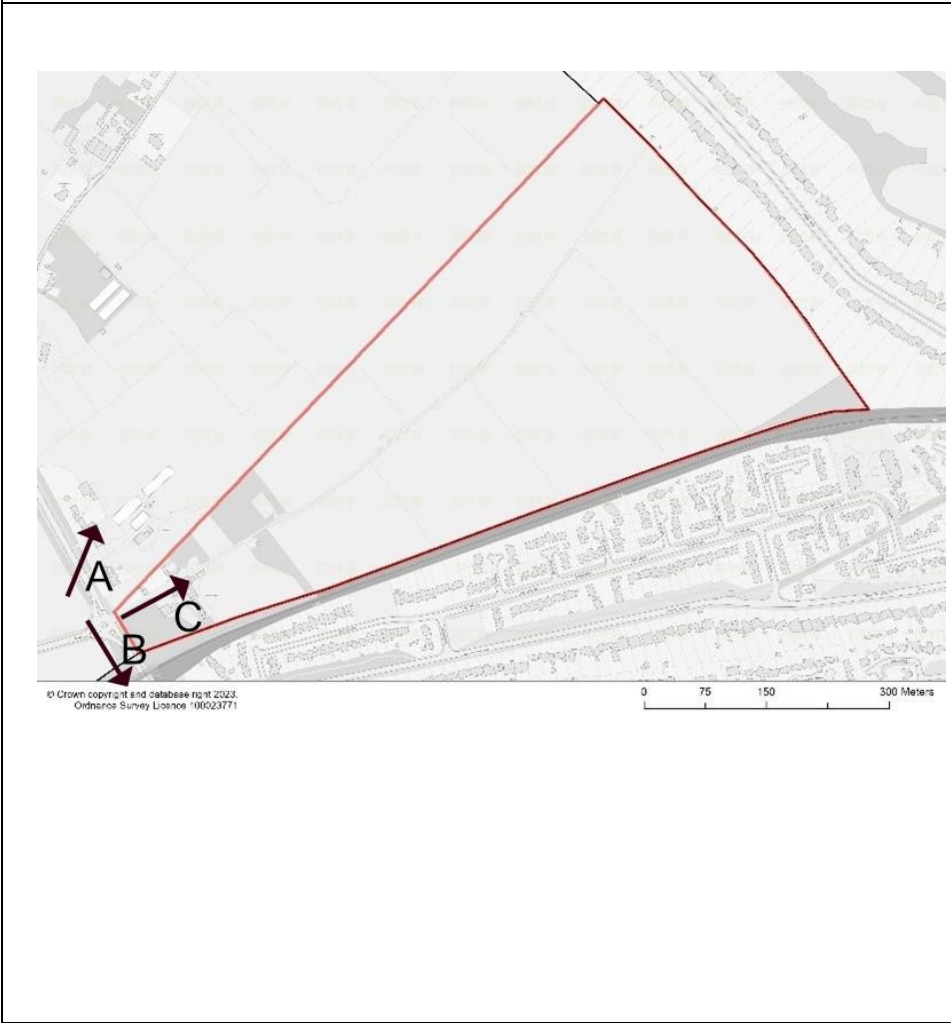 A
C
B
© Crown copyright and database right 2023.
Ordnance Survey Licence 100023771
0 75 150 300 Meters